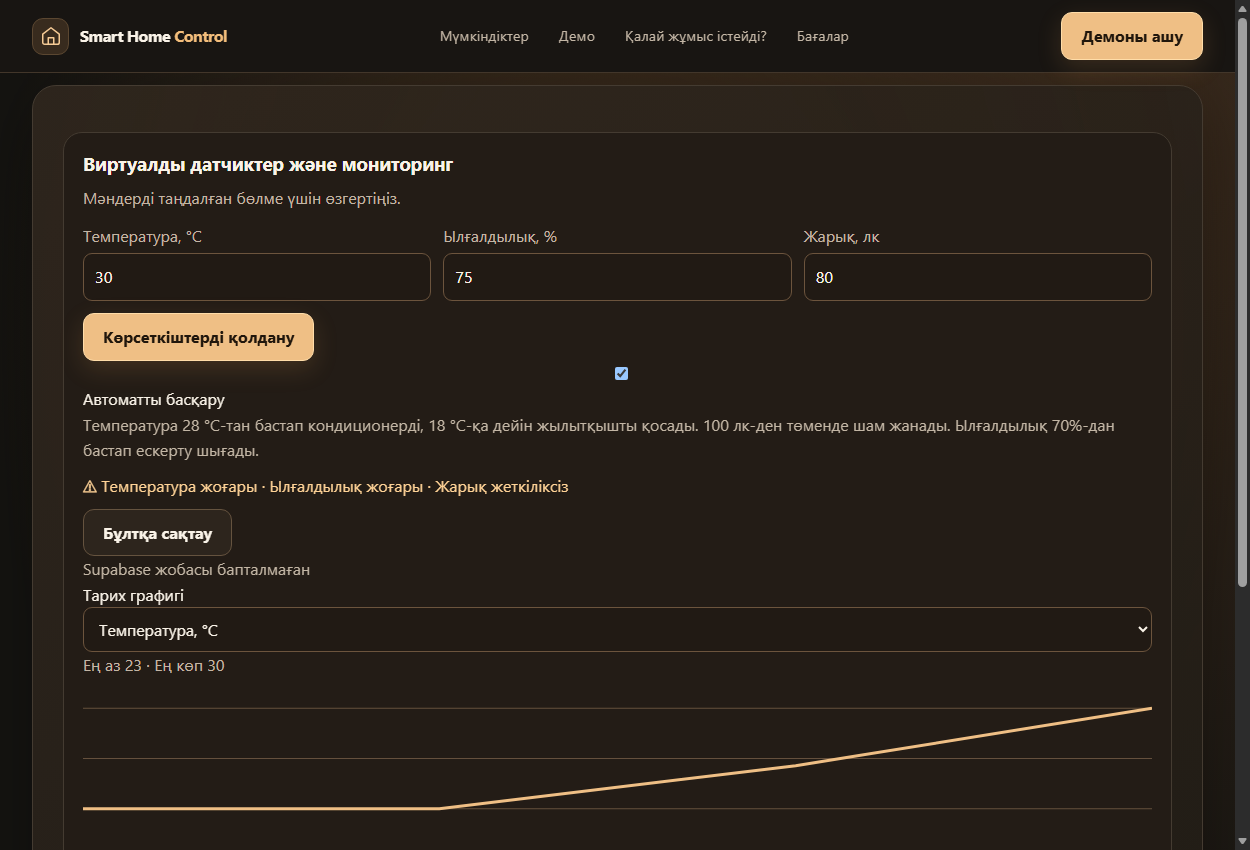 Smart Home Control
Мүмкіндіктер
Демо
Қалай жұмыс істейді?
Бағалар
Демоны ашу
Виртуалды датчиктер және мониторинг
Мәндерді таңдалған бөлме үшін өзгертіңіз.
Температура, °C
Ылғалдылық, %
Жарық, лк
30
75
80
Көрсеткіштерді қолдану
Автоматты басқару
Температура 28 °C-тан бастап кондиционерді, 18 °C-қа дейін жылытқышты қосады. 100 лк-ден төменде шам жанады. Ылғалдылық 70%-дан
бастап ескерту шығады.
⚠ Температура жоғары · Ылғалдылық жоғары · Жарық жеткіліксіз
Бұлтқа сақтау
Supabase жобасы бапталмаған
Тарих графигі
Температура, °C
Ең аз 23 · Ең көп 30